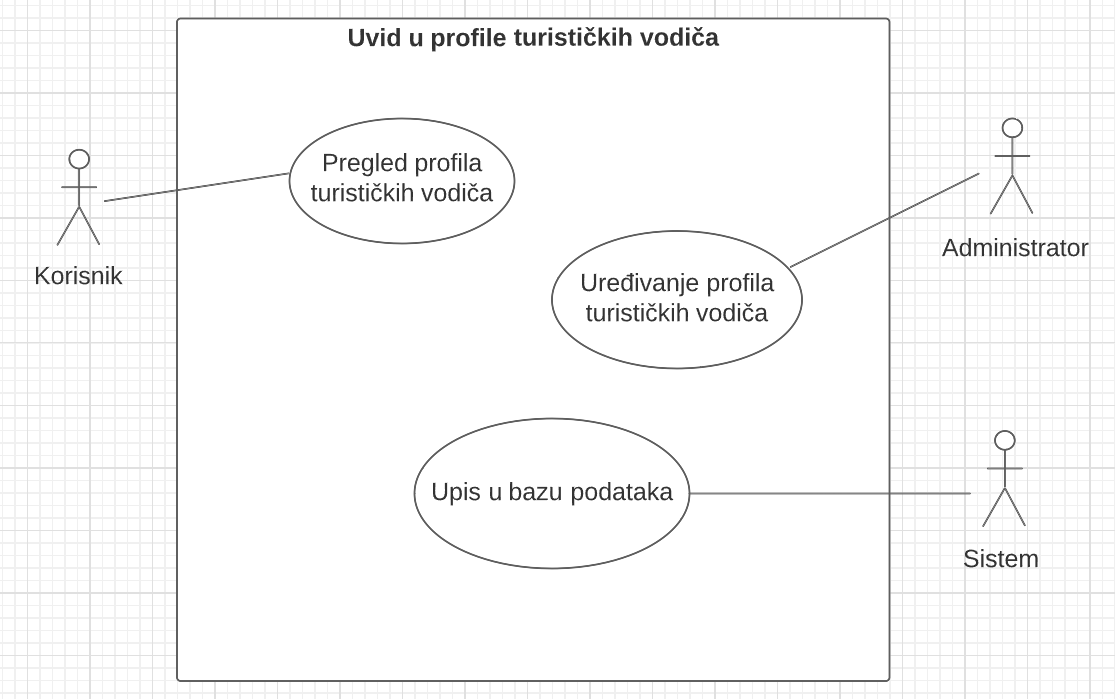 Uvid u profile turističkih vodiča
Pregled profila
turističkih vodiča
Korisnik
Administrator
Uređivanje profila
turističkih vodiča
Upis u bazu podataka
Sistem